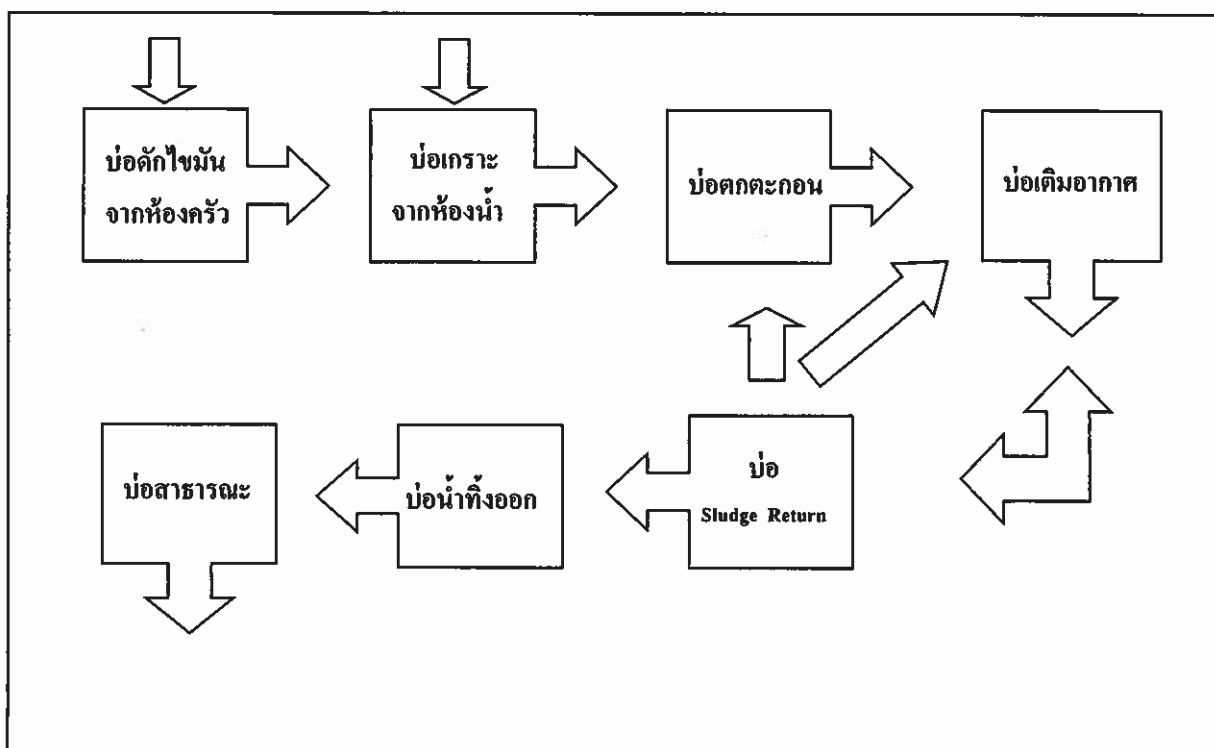 บ่อดักไขมัน
จากห้องครัว
บ่อเกราะ
จากห้องน้ำ
บ่อตกตะกอน
บ่อเติมอากาศ
บ่อสาธารณะ
บ่อน้ำทิ้งออก
บ่อ
Sludge Return